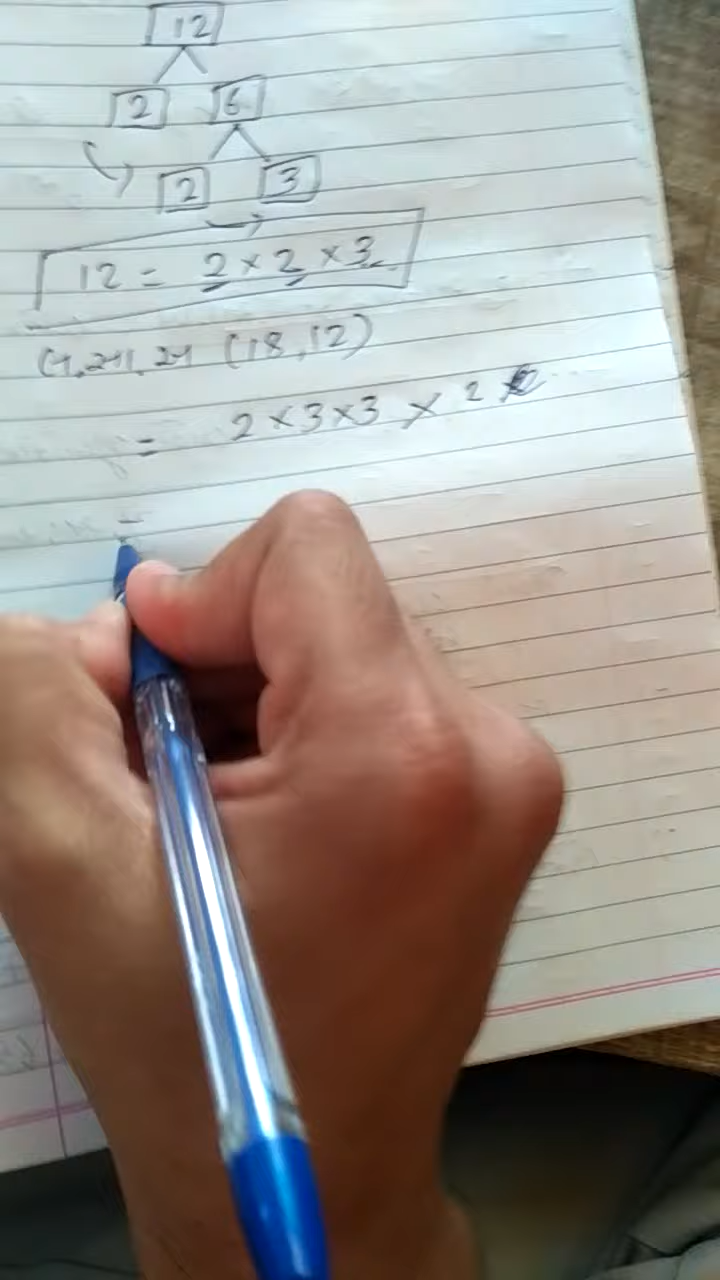 12
2 6
2 3
12 = 2 × 2 × 3
(18,12)
= 2 × 3 × 3 × 2 ×
=